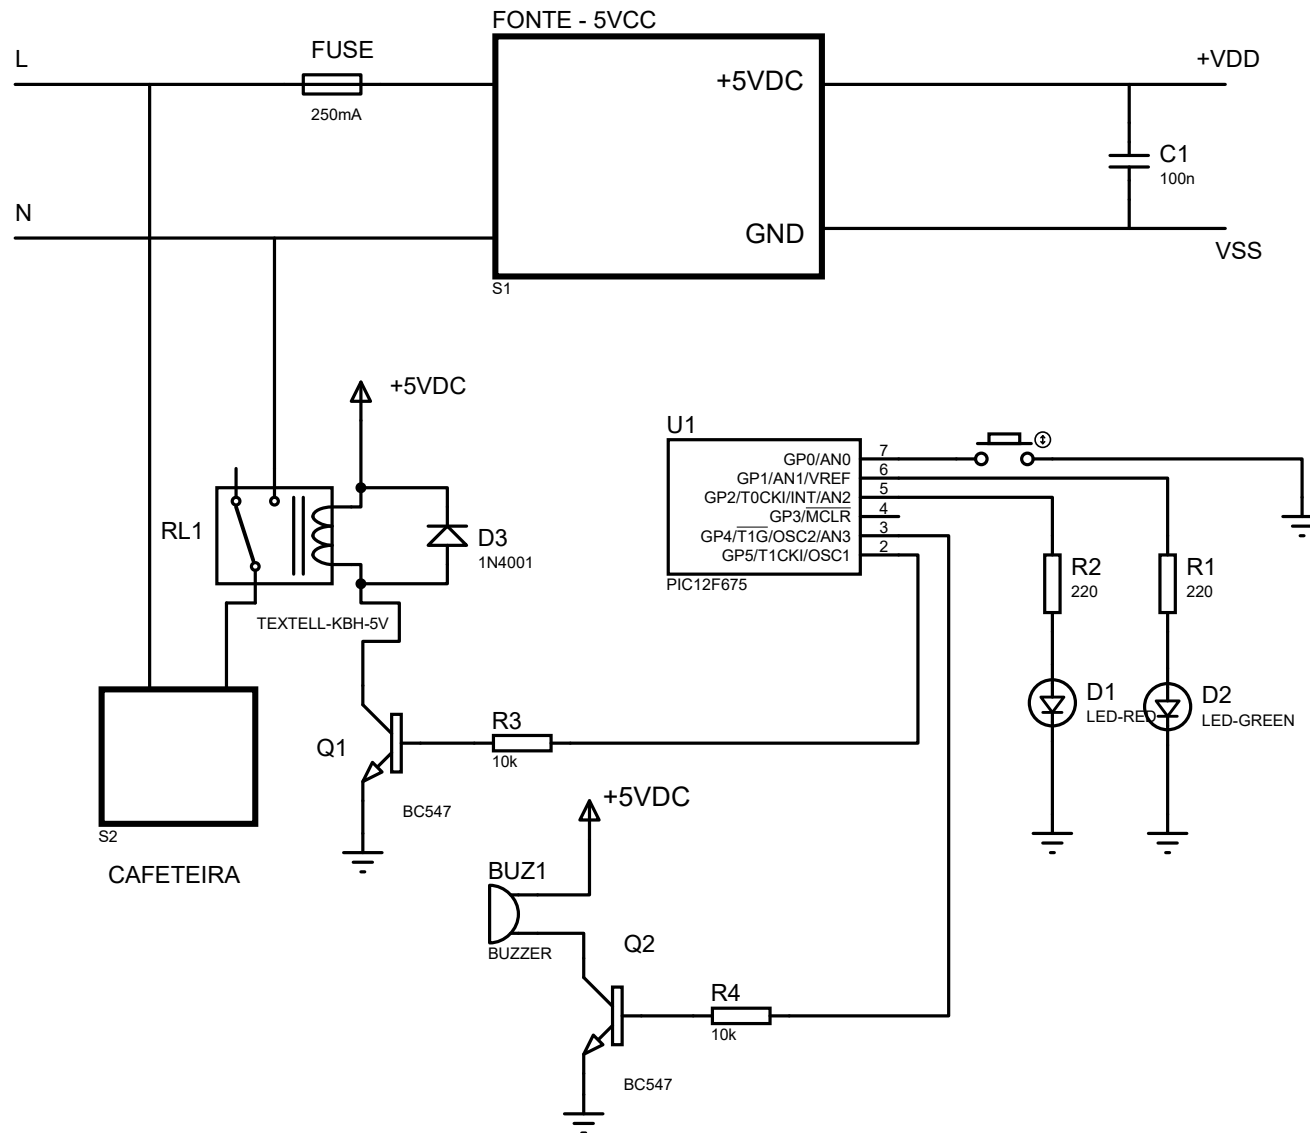 FONTE - 5VCC
L
FUSE
250mA
+5VDC
+VDD
C1
100n
N
GND
VSS
S1
+5VDC
U1
GP0/AN0
7
GP1/AN1/VREF
6
GP2/T0CKI/INT/AN2
5
GP3/MCLR
4
GP4/T1G/OSC2/AN3
3
GP5/T1CKI/OSC1
2
PIC12F675
RL1
D3
1N4001
TEXTELL-KBH-5V
R2
220
R1
220
D1
LED-RED
D2
LED-GREEN
Q1
BC547
R3
10k
S2
CAFETEIRA
+5VDC
BUZ1
BUZZER
Q2
BC547
R4
10k